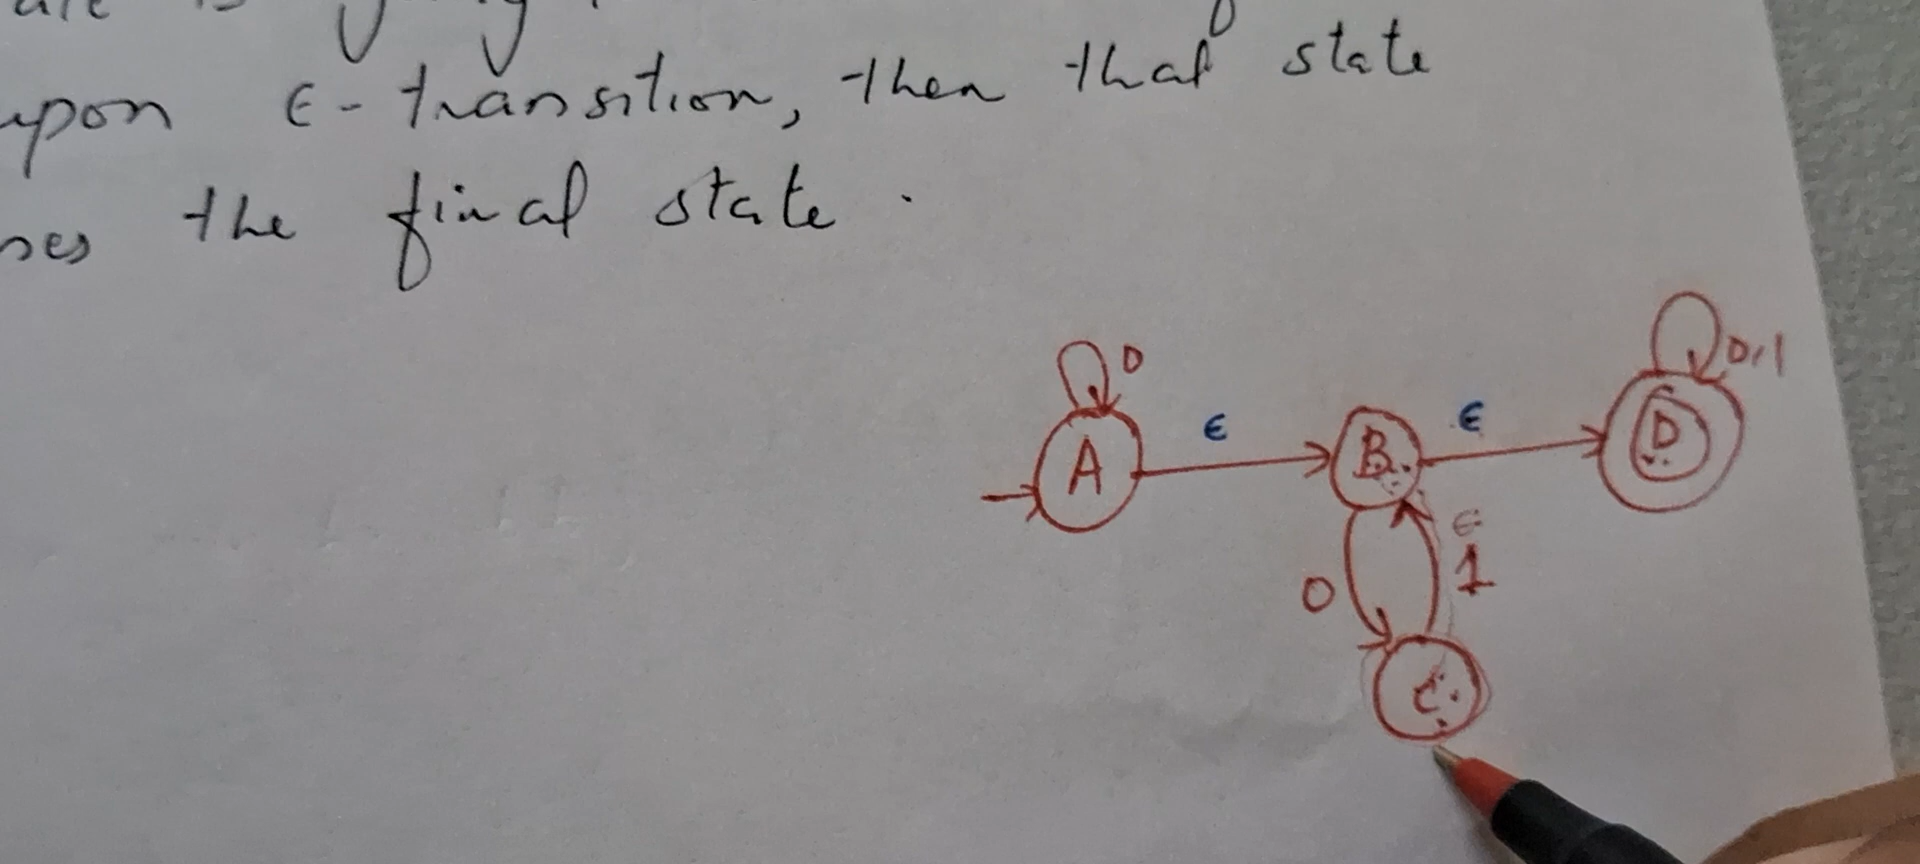 upon ϵ - transition, then that state
the final state .
0
0,1
A
ϵ
B
ϵ
D
ϵ
0
1
C